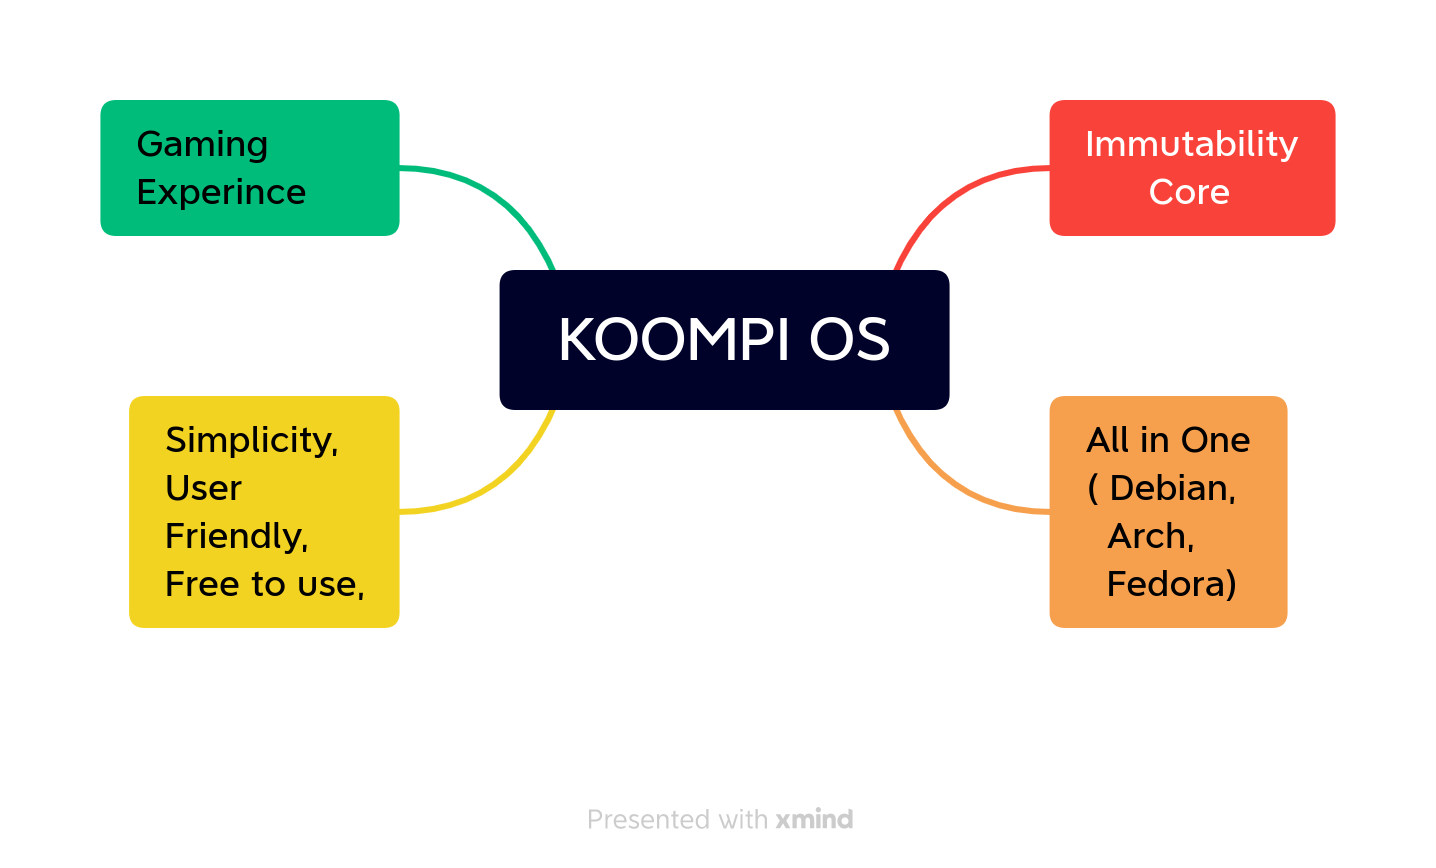 Gaming
Experince
Immutability
Core
KOOMPI OS
Simplicity,
User
Friendly,
Free to use,
All in One
( Debian,
Arch,
Fedora)
Presented with xmind